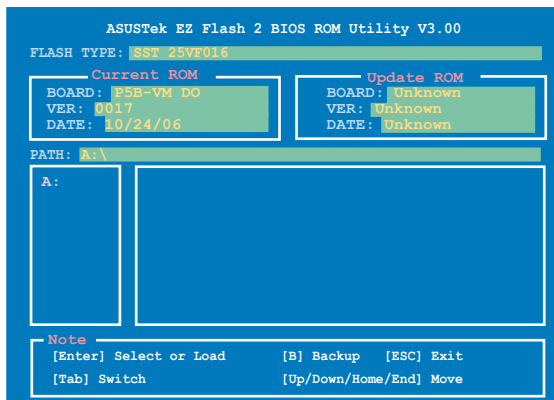 ASUSTek EZ Flash 2 BIOS ROM Utility V3.00
FLASH TYPE: SST 25VF016
Current ROM
BOARD: P5B-VM DO
VER: 0017
DATE: 10/24/06
Update ROM
BOARD: Unknown
VER: Unknown
DATE: Unknown
PATH: A:\
A:
Note
[Enter] Select or Load [B] Backup [ESC] Exit
[Tab] Switch [Up/Down/Home/End] Move